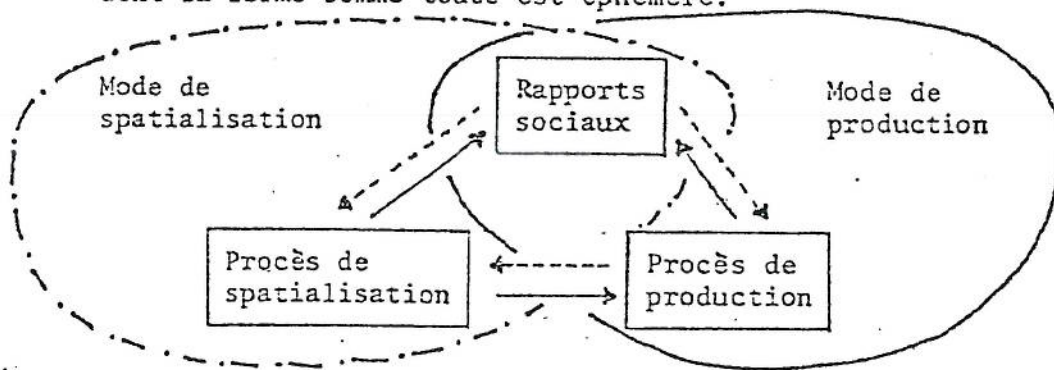 dont la forme somme toute est éphémère.
Mode de
spatialisation
Rapports
sociaux
Mode de
production
Procès de
spatialisation
Procès de
production